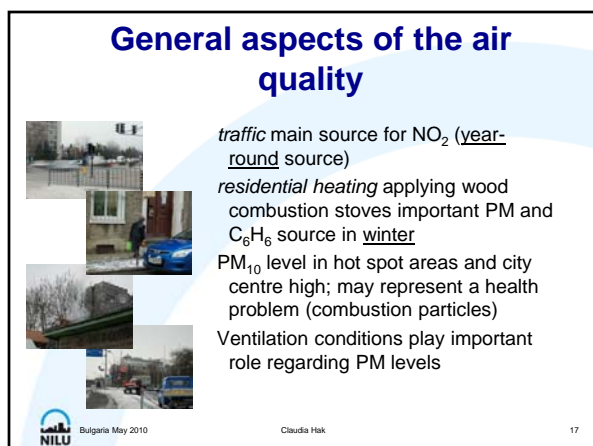 General aspects of the air
quality
traffic main source for NO₂ (year-
round source)
residential heating applying wood
combustion stoves important PM and
C₆H₆ source in winter
PM₁₀ level in hot spot areas and city
centre high; may represent a health
problem (combustion particles)
Ventilation conditions play important
role regarding PM levels
NILU
Bulgaria May 2010
Claudia Hak
17